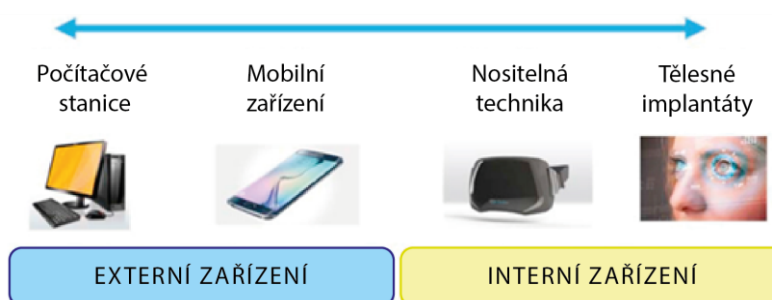 Počítačové
stanice
Mobilní
zařízení
Nositelná
technika
Tělesné
implantáty
EXTERNÍ ZAŘÍZENÍ
INTERNÍ ZAŘÍZENÍ